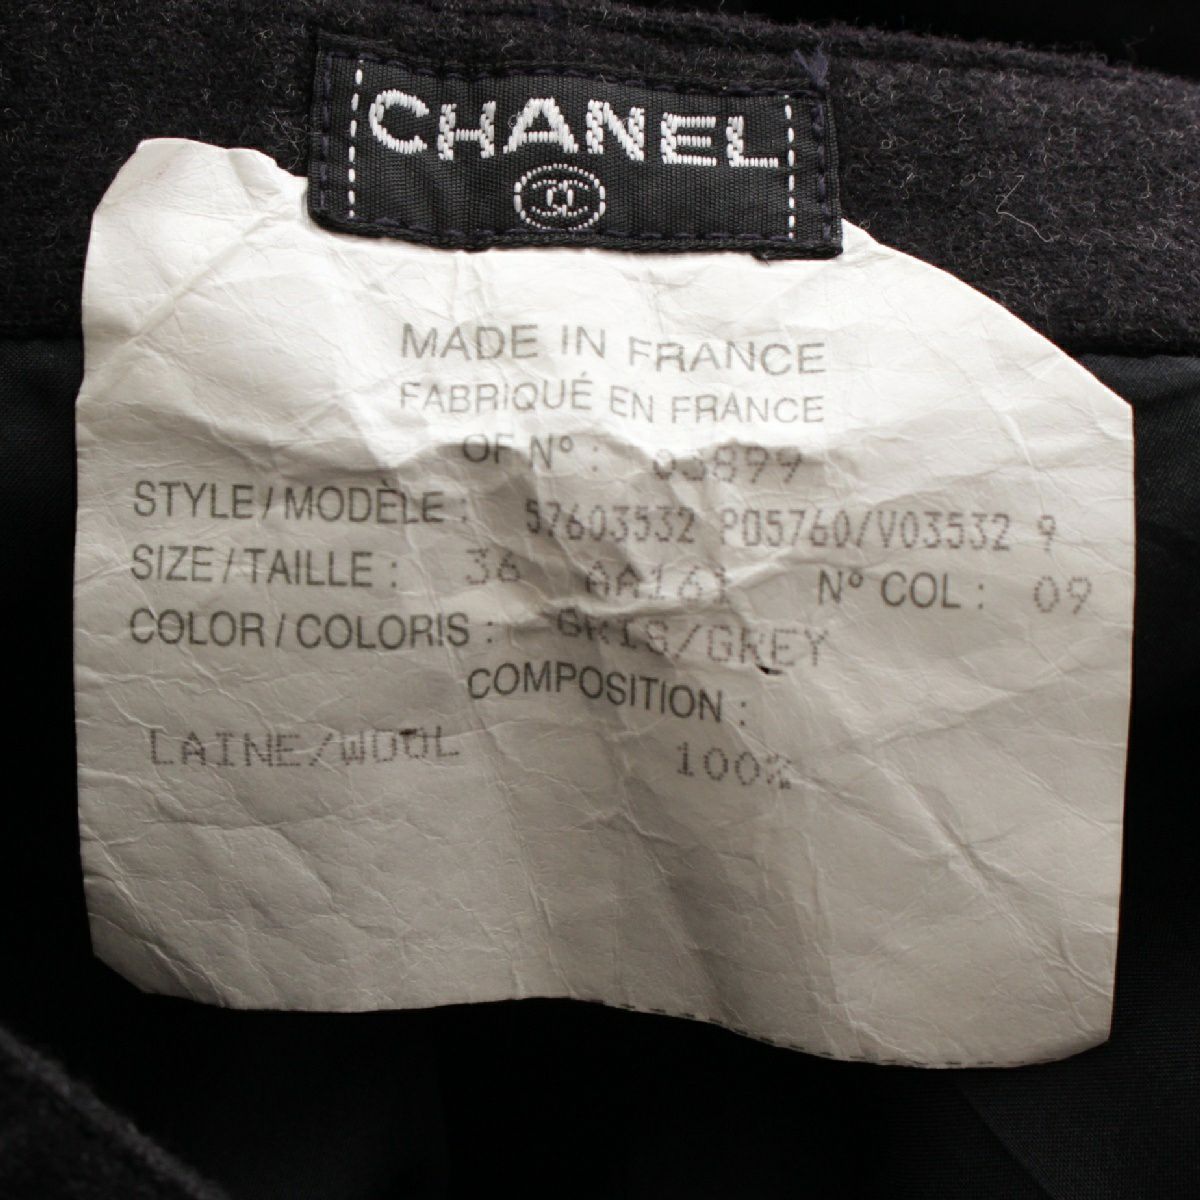 CHANEL
MADE IN FRANCE
FABRIQUÉ EN FRANCE
OF N° : 03899
STYLE/MODÈLE : 57603532 P05760/V03532 9
SIZE/TAILLE : 36 AA161 N° COL : 09
COLOR/COLORIS : GRIS/GREY
COMPOSITION :
LAINE/WOOL 100%